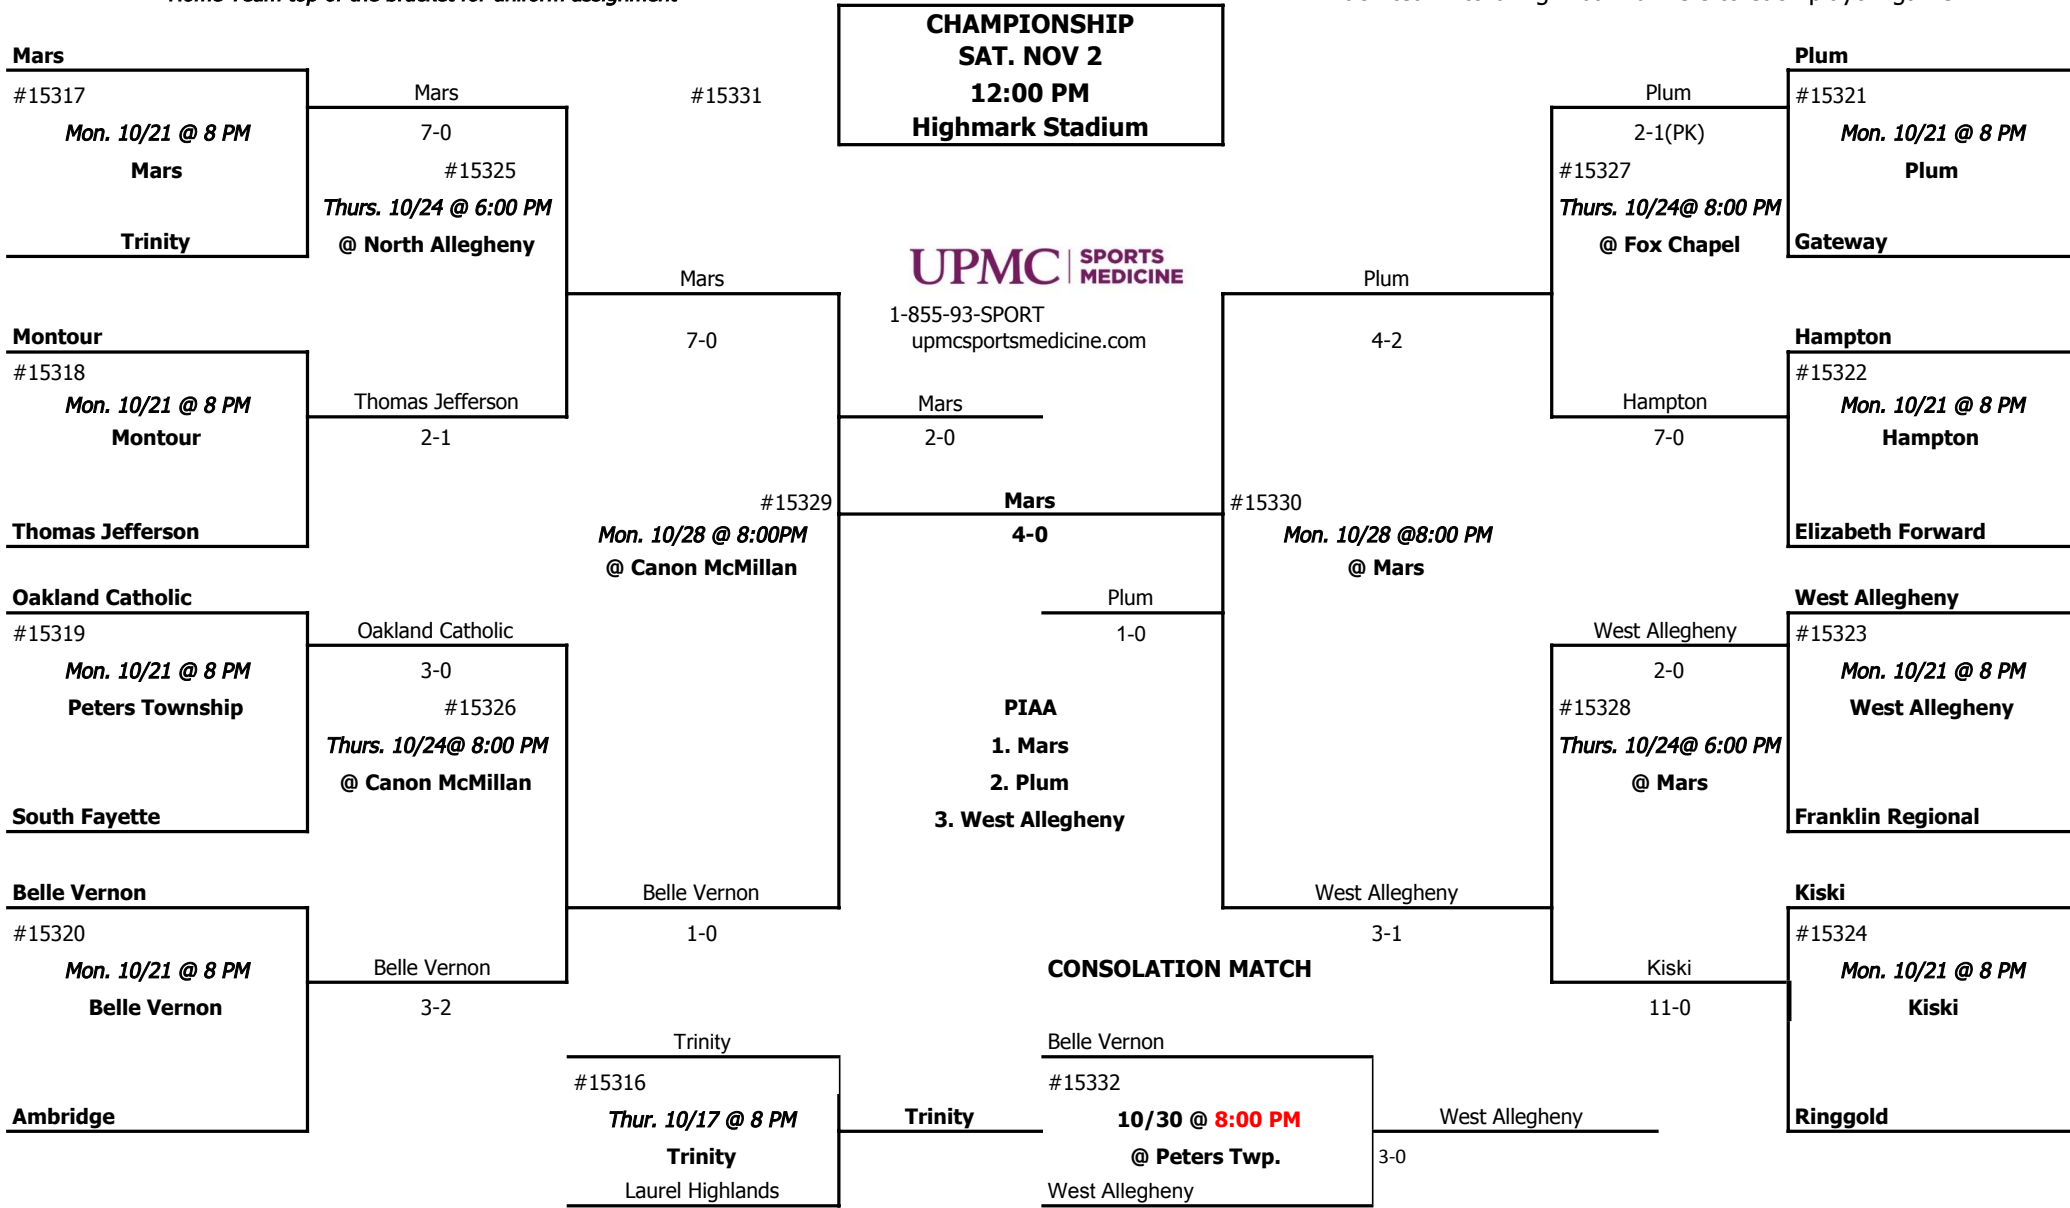 Home Team top of the bracket for uniform assignment
CHAMPIONSHIP
SAT. NOV 2
12:00 PM
Highmark Stadium
#15331
Mars
#15317
Mon. 10/21 @ 8 PM
Mars
Trinity
Mars
7-0
#15325
Thurs. 10/24 @ 6:00 PM
@ North Allegheny
Montour
#15318
Mon. 10/21 @ 8 PM
Montour
Thomas Jefferson
Thomas Jefferson
2-1
Mars
7-0
Oakland Catholic
#15319
Mon. 10/21 @ 8 PM
Peters Township
South Fayette
Oakland Catholic
3-0
#15326
Thurs. 10/24@ 8:00 PM
@ Canon McMillan
Belle Vernon
#15320
Mon. 10/21 @ 8 PM
Belle Vernon
Ambridge
Belle Vernon
3-2
Belle Vernon
1-0
#15329
Mon. 10/28 @ 8:00PM
@ Canon McMillan
UPMC SPORTS MEDICINE
1-855-93-SPORT
upmcsportsmedicine.com
Mars
2-0
Mars
4-0
Plum
1-0
PIAA
1. Mars
2. Plum
3. West Allegheny
Plum
4-2
#15330
Mon. 10/28 @8:00 PM
@ Mars
West Allegheny
3-1
Plum
2-1(PK)
#15327
Thurs. 10/24@ 8:00 PM
@ Fox Chapel
Hampton
7-0
West Allegheny
2-0
#15328
Thurs. 10/24@ 6:00 PM
@ Mars
Kiski
11-0
Plum
#15321
Mon. 10/21 @ 8 PM
Plum
Gateway
Hampton
#15322
Mon. 10/21 @ 8 PM
Hampton
Elizabeth Forward
West Allegheny
#15323
Mon. 10/21 @ 8 PM
West Allegheny
Franklin Regional
Kiski
#15324
Mon. 10/21 @ 8 PM
Kiski
Ringgold
Trinity
#15316
Thur. 10/17 @ 8 PM
Trinity
Laurel Highlands
Trinity
CONSOLATION MATCH
Belle Vernon
#15332
10/30 @ 8:00 PM
@ Peters Twp.
West Allegheny
West Allegheny
3-0